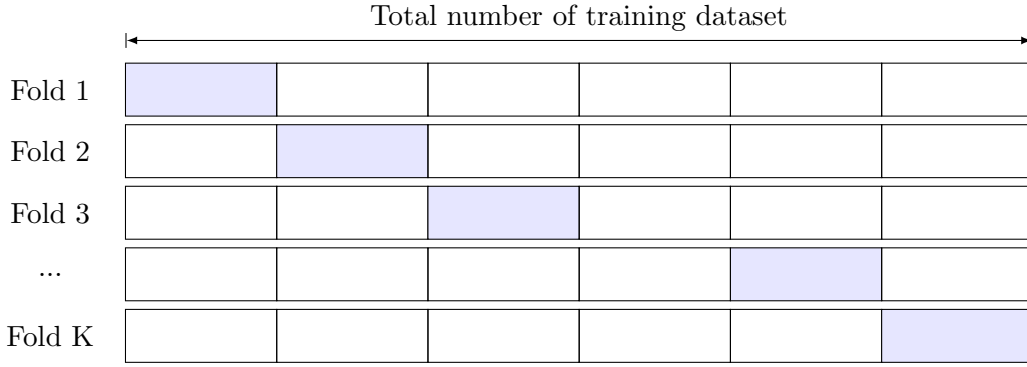 Total number of training dataset
Fold 1
Fold 2
Fold 3
...
Fold K